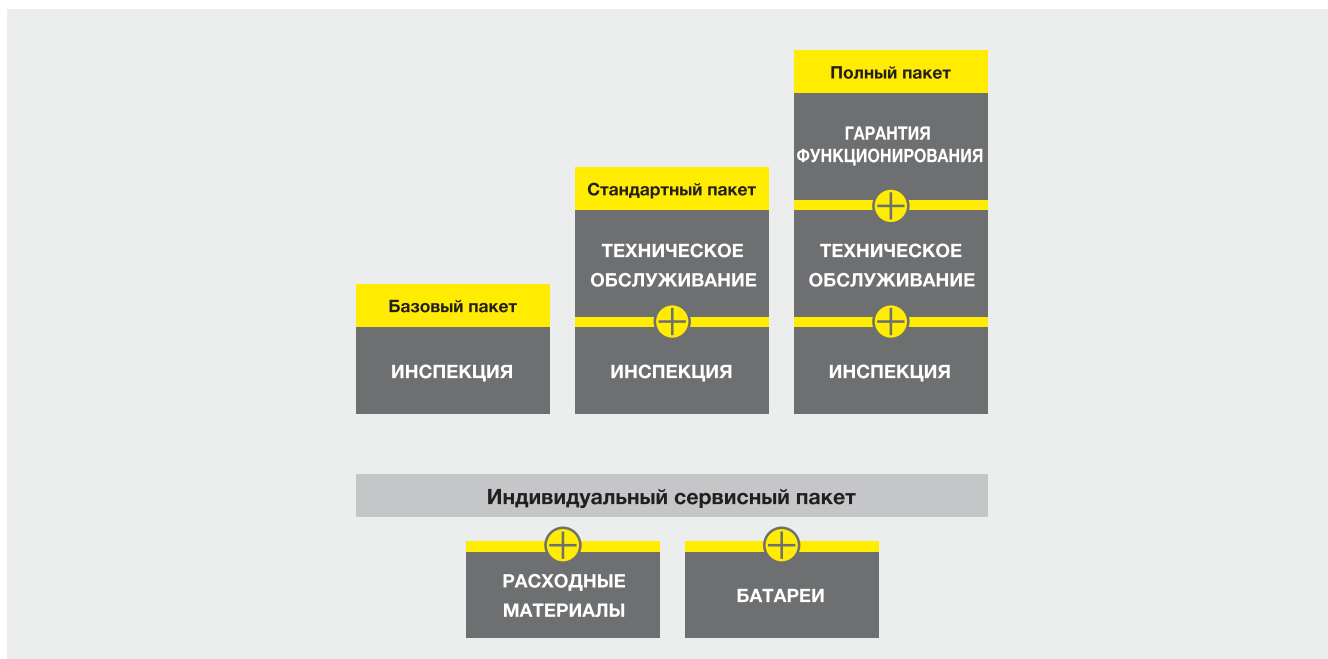 Полный пакет
ГАРАНТИЯ
ФУНКЦИОНИРОВАНИЯ
Стандартный пакет
ТЕХНИЧЕСКОЕ
ОБСЛУЖИВАНИЕ
ТЕХНИЧЕСКОЕ
ОБСЛУЖИВАНИЕ
Базовый пакет
ИНСПЕКЦИЯ
ИНСПЕКЦИЯ
ИНСПЕКЦИЯ
Индивидуальный сервисный пакет
РАСХОДНЫЕ
МАТЕРИАЛЫ
БАТАРЕИ